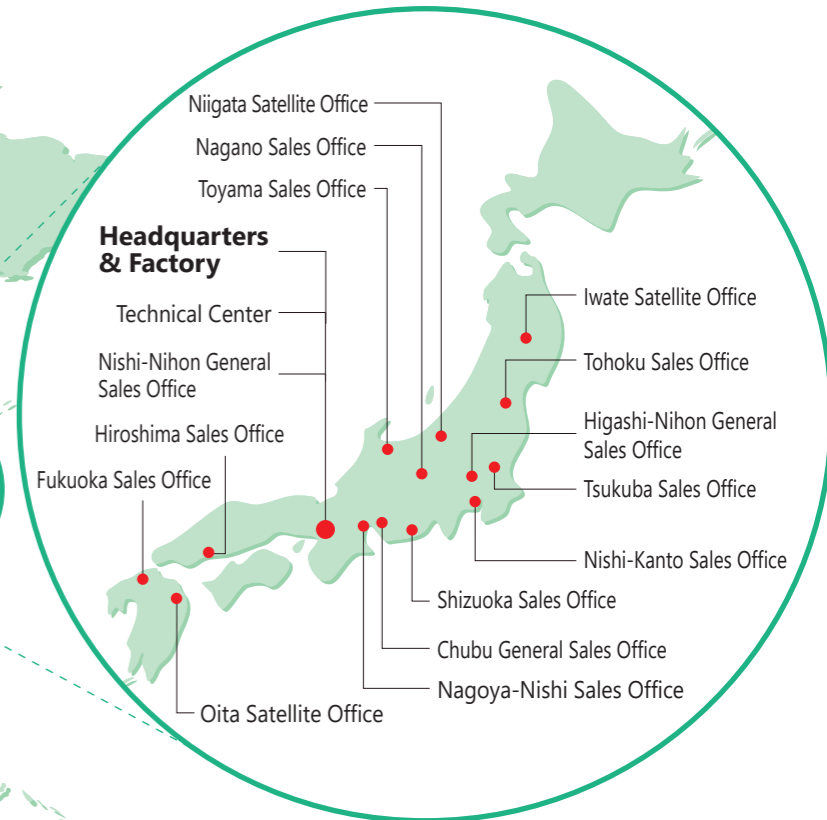 Niigata Satellite Office
Nagano Sales Office
Toyama Sales Office
Headquarters
& Factory
Technical Center
Nishi-Nihon General
Sales Office
Hiroshima Sales Office
Fukuoka Sales Office
Iwate Satellite Office
Tohoku Sales Office
Higashi-Nihon General
Sales Office
Tsukuba Sales Office
Nishi-Kanto Sales Office
Shizuoka Sales Office
Chubu General Sales Office
Nagoya-Nishi Sales Office
Oita Satellite Office